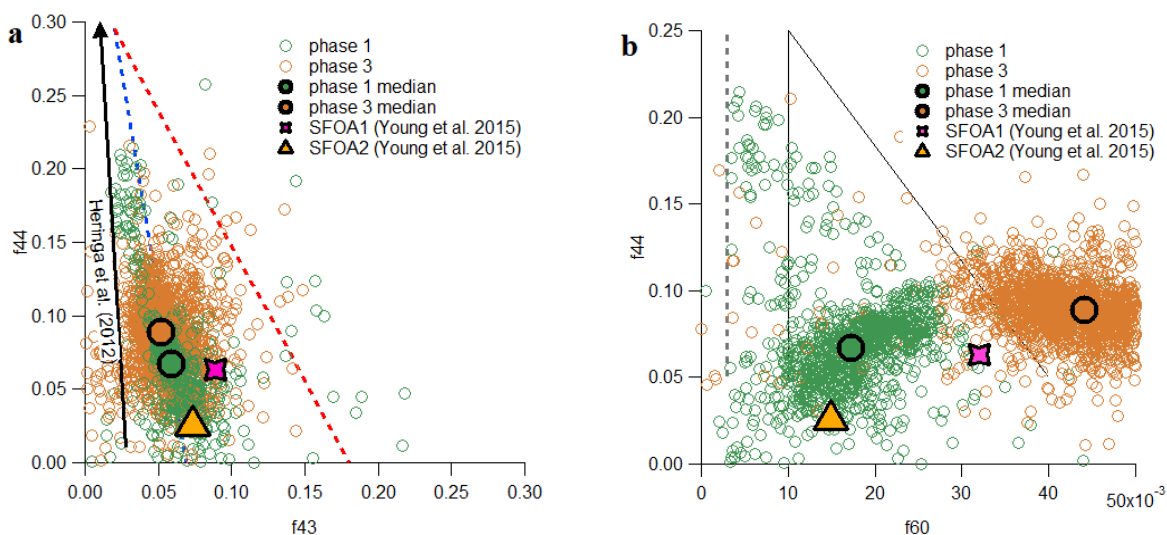 a
f44
0.30
0.25
0.20
0.15
0.10
0.05
0.00
0.00
0.05
0.10
0.15
0.20
0.25
0.30
f43
phase 1
phase 3
phase 1 median
phase 3 median
SFOA1 (Young et al. 2015)
SFOA2 (Young et al. 2015)
Heringa et al. (2012)
b
f44
0.25
0.20
0.15
0.10
0.05
0.00
0
10
20
30
40
50x10-3
f60
phase 1
phase 3
phase 1 median
phase 3 median
SFOA1 (Young et al. 2015)
SFOA2 (Young et al. 2015)